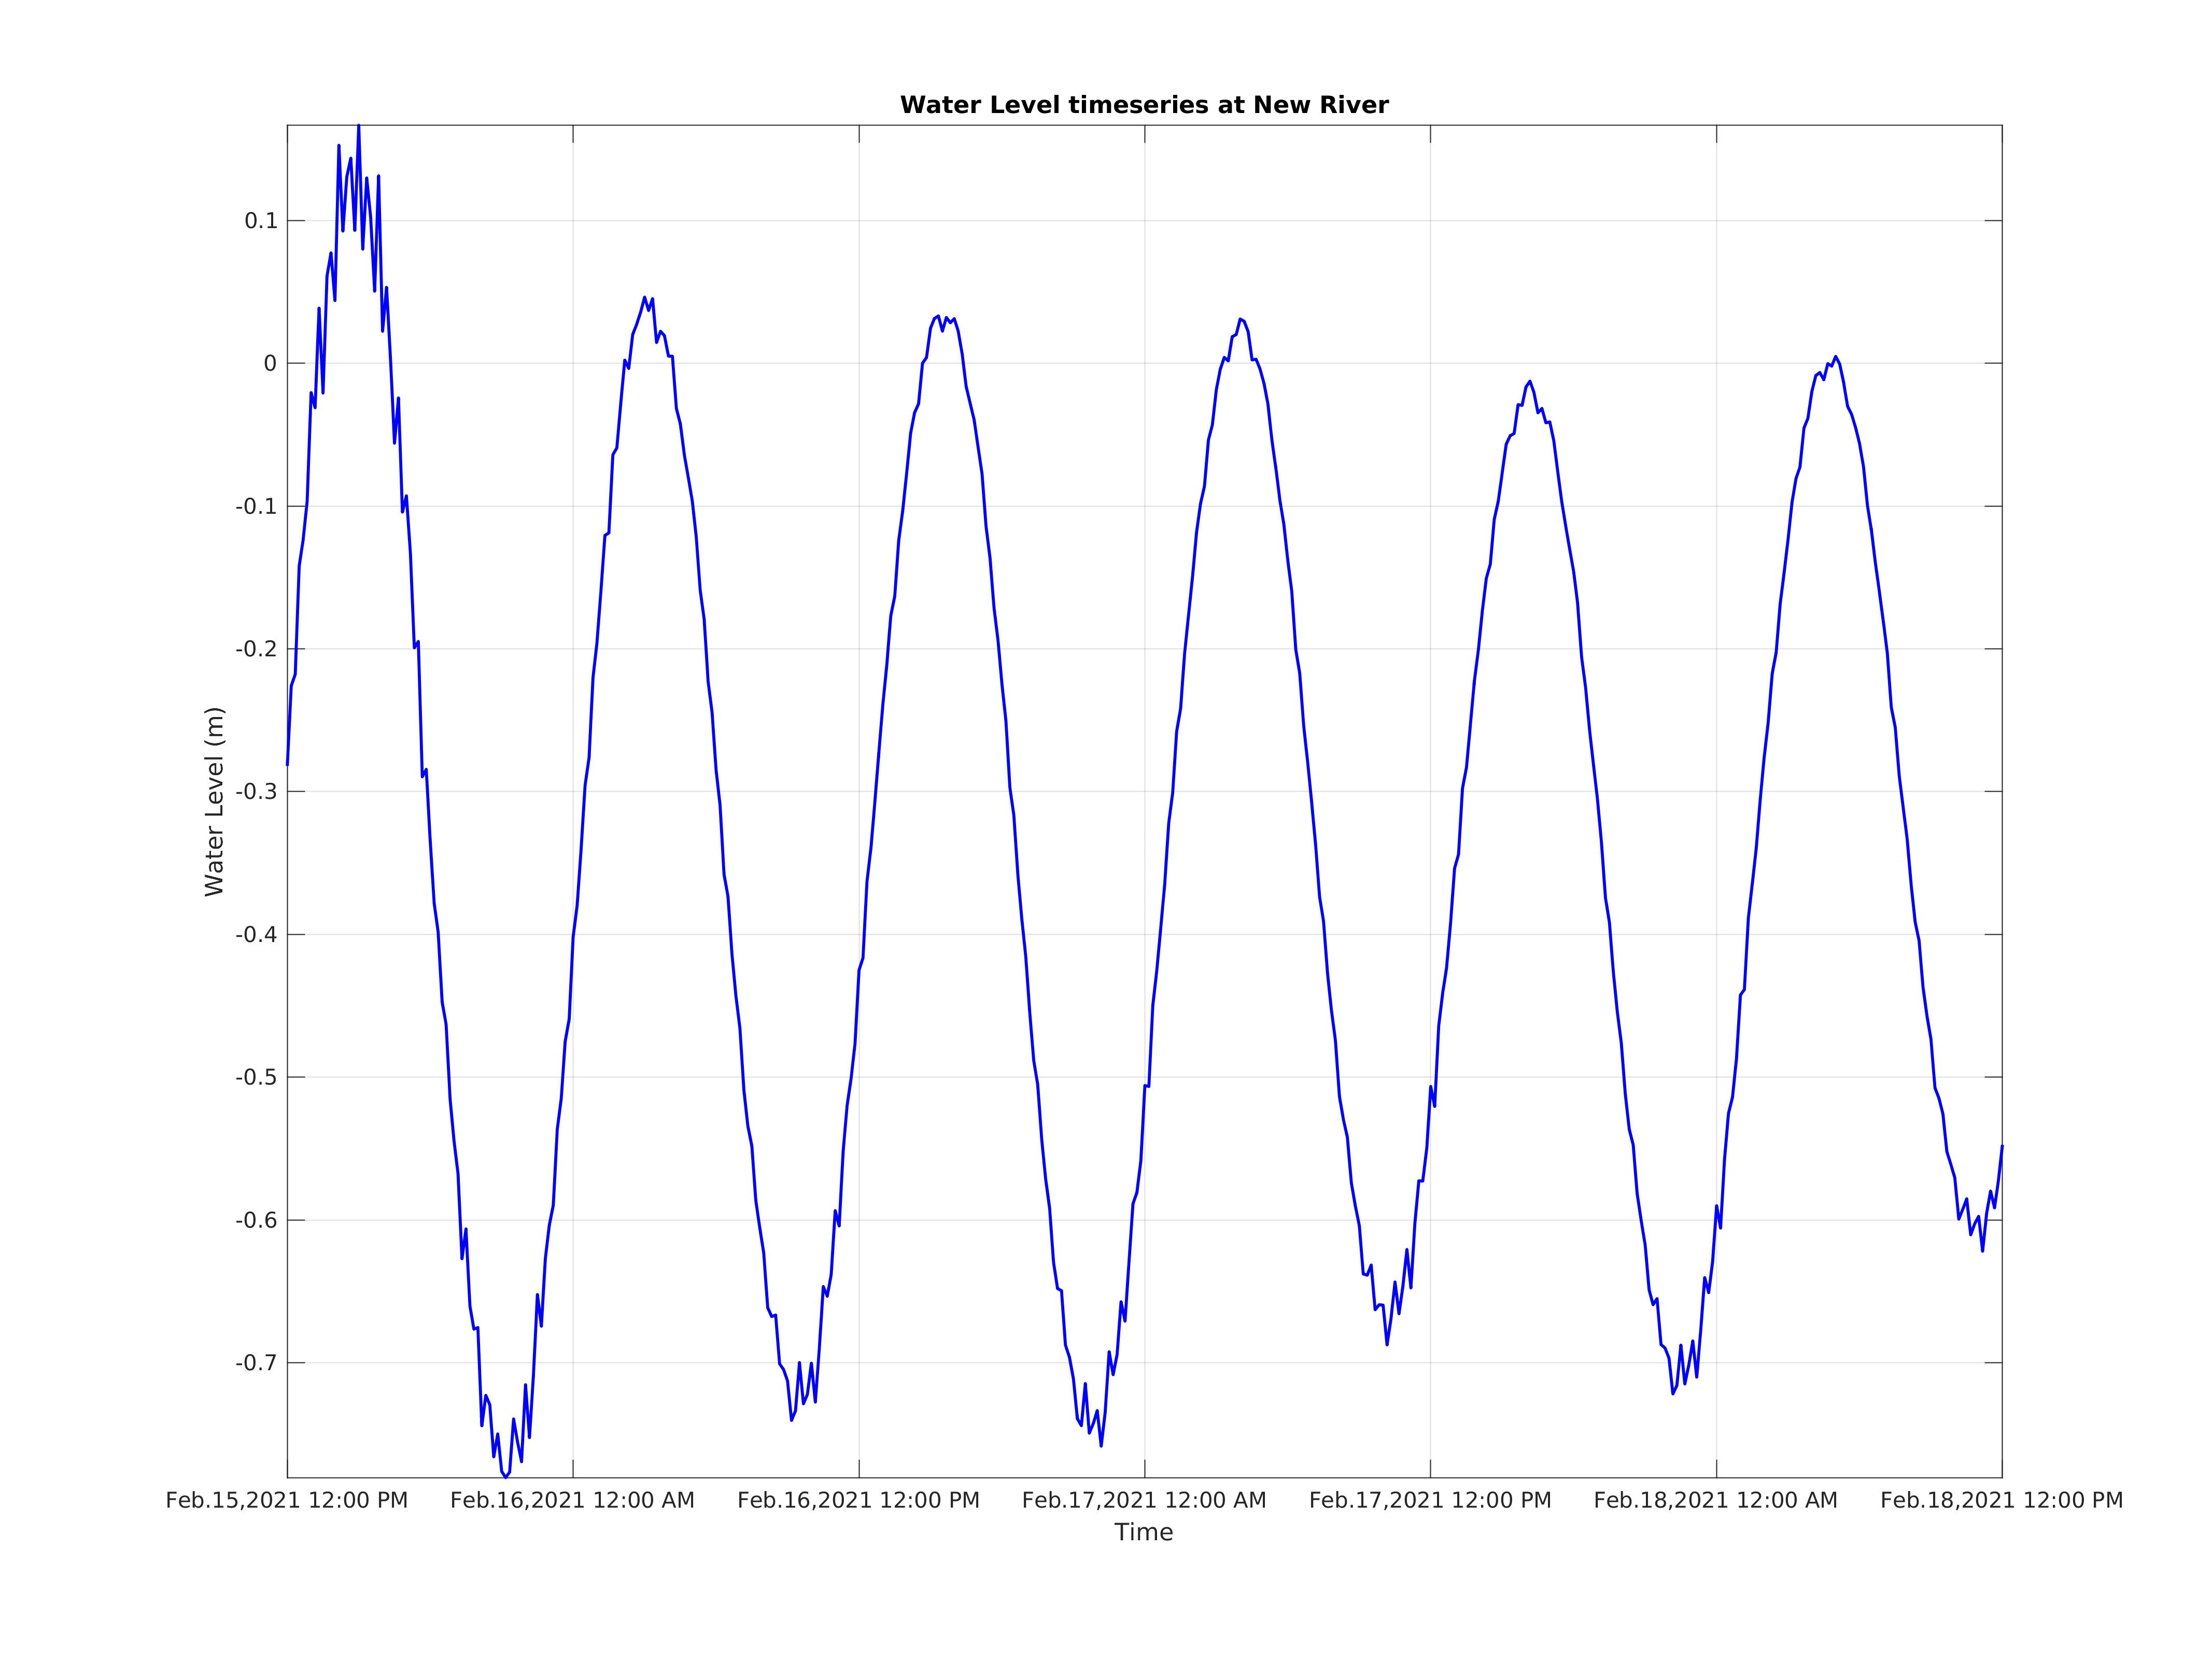 Water Level timeseries at New River
0.1
0
-0.1
-0.2
-0.3
-0.4
-0.5
-0.6
-0.7
Water Level (m)
Feb.15,2021 12:00 PM Feb.16,2021 12:00 AM Feb.16,2021 12:00 PM Feb.17,2021 12:00 AM Feb.17,2021 12:00 PM Feb.18,2021 12:00 AM Feb.18,2021 12:00 PM
Time